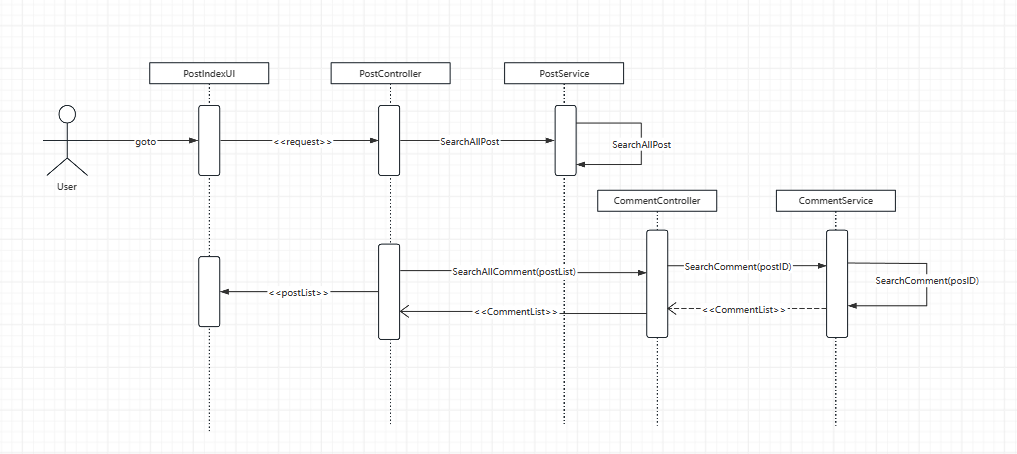 PostIndexUI
PostController
PostService
goto
<<request>>
SearchAllPost
SearchAllPost
User
CommentController
CommentService
SearchAllComment(postList)
SearchComment(postID)
SearchComment(posID)
<<postList>>
<<CommentList>>
<<CommentList>>